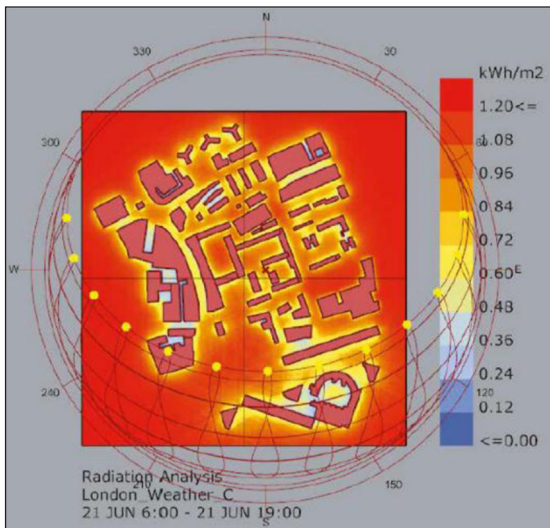 N
330
30
kWh/m2
1.20<=
1.08
300
60
0.96
0.84
0.72
W
0.60
E
0.48
0.36
0.24
240
120
0.12
<=0.00
Radiation Analysis
210
150
London_Weather_C
21 JUN 6:00 - 21 JUN 19:00
S